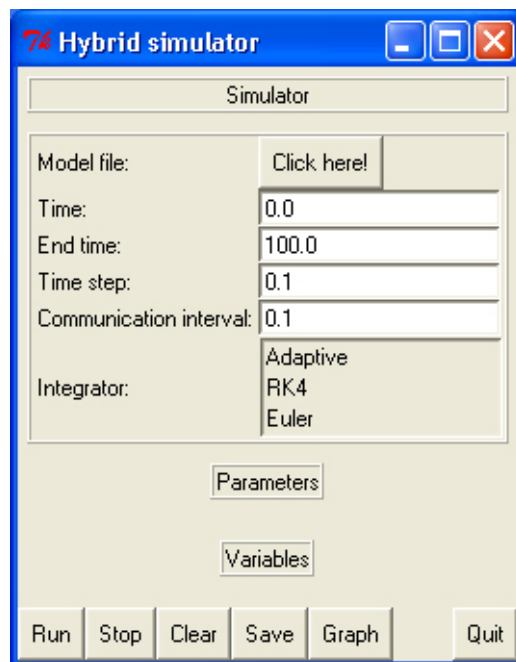 Hybrid simulator
Simulator
Model file: Click here!
Time: 0.0
End time: 100.0
Time step: 0.1
Communication interval: 0.1
Adaptive
Integrator: RK4
Euler
Parameters
Variables
Run Stop Clear Save Graph Quit